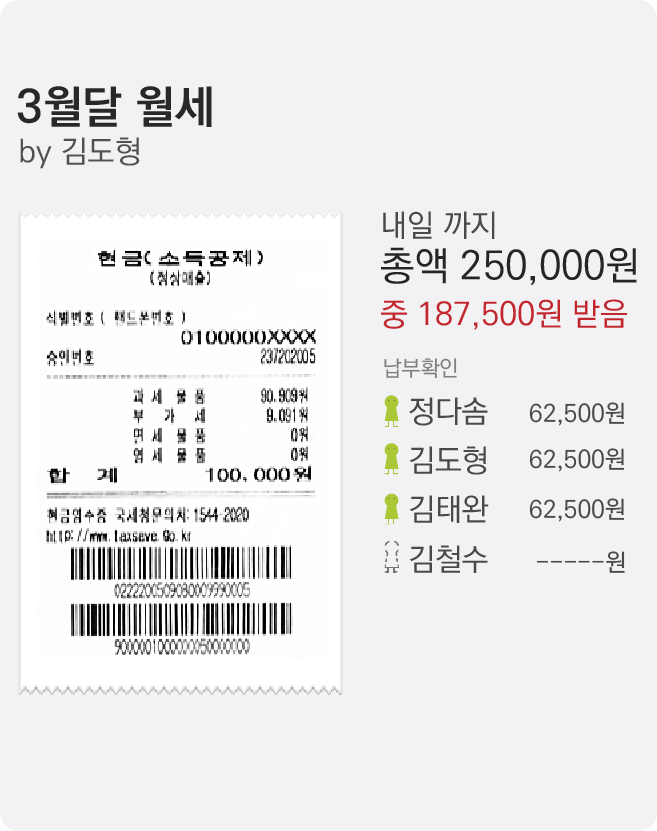 3월달 월세
by 김도형
현금(소득공제)
(정상매출)
식별번호( 핸드폰번호 )
0100000XXXX
승인번호 237202005
과 세 물 품 90.909원
부 가 세 9.091원
면 세 물 품 0원
영 세 물 품 0원
합 계 100,000원
현금영수증 국세청문의처:1544-2020
http://www.taxsave.go.kr
내일 까지
총액 250,000원
중 187,500원 받음
납부확인
정다솜 62,500원
김도형 62,500원
김태완 62,500원
김철수 -----원